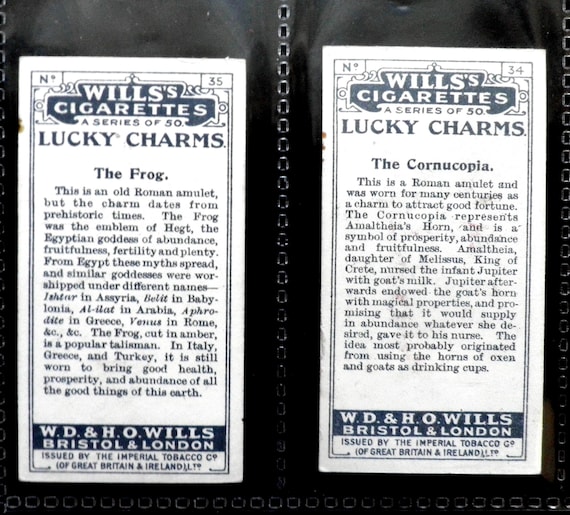 Nº 35
WILLS'S
CIGARETTES
A SERIES OF 50.
LUCKY CHARMS.
The Frog.
This is an old Roman amulet,
but the charm dates from
prehistoric times. The Frog
was the emblem of Hegt, the
Egyptian goddess of abundance,
fruitfulness, fertility and plenty.
From Egypt these myths spread,
and similar goddesses were wor-
shipped under different names—
Ishtar in Assyria, Belit in Baby-
lonia, Al-ilat in Arabia, Aphro-
dite in Greece, Venus in Rome,
&c., &c. The Frog, cut in amber,
is a popular talisman. In Italy,
Greece, and Turkey, it is still
worn to bring good health,
prosperity, and abundance of all
the good things of this earth.
W.D. & H.O. WILLS
BRISTOL & LONDON
ISSUED BY THE IMPERIAL TOBACCO Cº
(OF GREAT BRITAIN & IRELAND), LTD
Nº 34
WILLS'S
CIGARETTES
A SERIES OF 50.
LUCKY CHARMS.
The Cornucopia.
This is a Roman amulet and
was worn for many centuries as
a charm to attract good fortune.
The Cornucopia represents
Amaltheia's Horn, and is a
symbol of prosperity, abundance
and fruitfulness. Amaltheia,
daughter of Melissus, King of
Crete, nursed the infant Jupiter
with goat's milk. Jupiter after-
wards endowed the goat's horn
with magical properties, and pro-
mising that it would supply
in abundance whatever she de-
sired, gave it to his nurse. The
idea most probably originated
from using the horns of oxen
and goats as drinking cups.
W.D. & H.O. WILLS
BRISTOL & LONDON
ISSUED BY THE IMPERIAL TOBACCO Cº
(OF GREAT BRITAIN & IRELAND), LTD